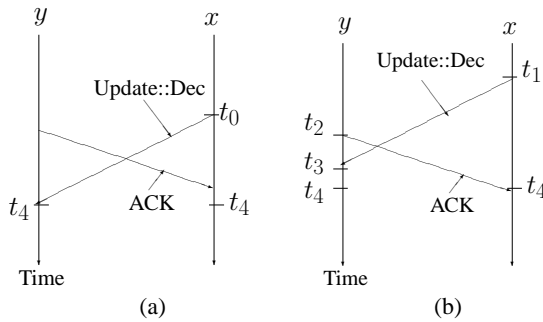 y
x
Update::Dec
t0
t4
t4
ACK
Time
(a)
y
x
Update::Dec
t1
t2
t3
t4
t4
ACK
Time
(b)